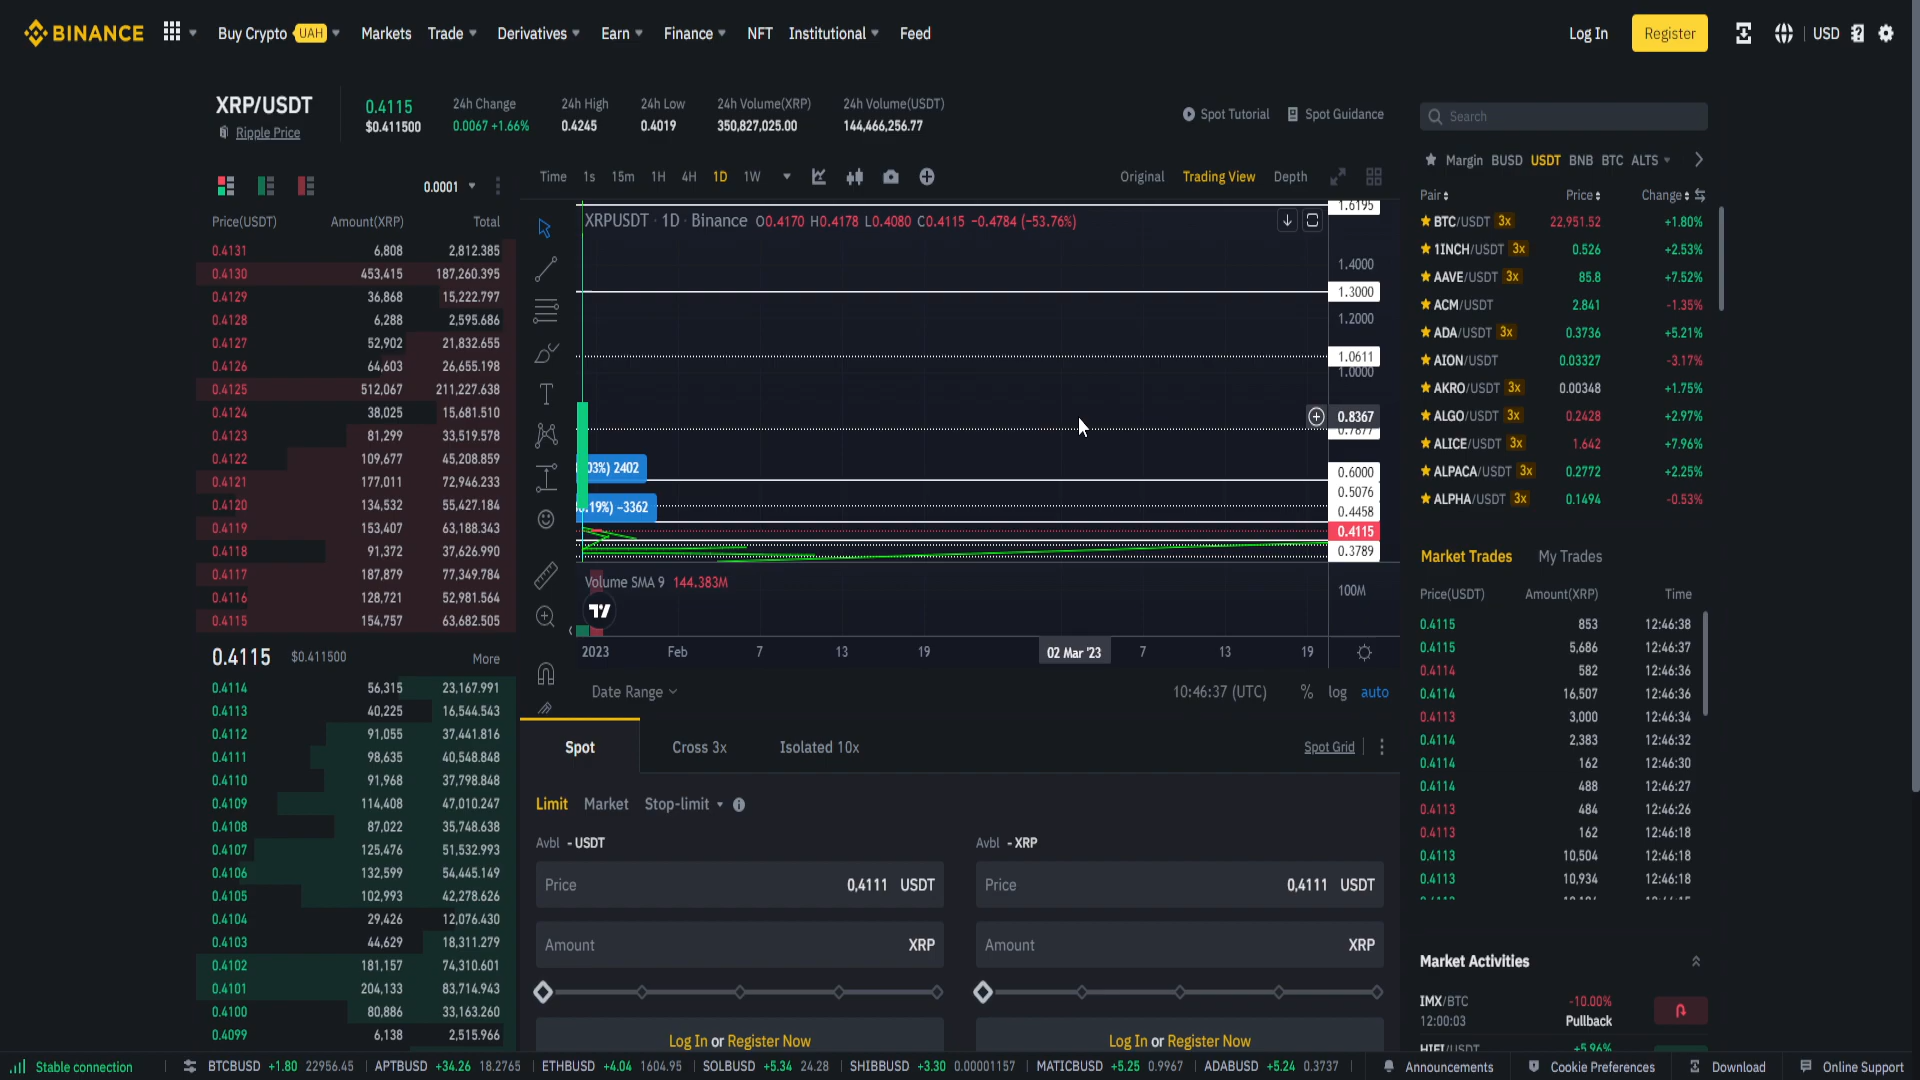 BINANCE
Buy Crypto UAH Markets Trade Derivatives Earn Finance NFT Institutional Feed
Log In Register USD
XRP/USDT
Ripple Price
0.4115
$0.411500
24h Change
0.0067 +1.66%
24h High
0.4245
24h Low
0.4019
24h Volume(XRP)
350,827,025.00
24h Volume(USDT)
144,466,256.77
Spot Tutorial Spot Guidance
0.0001
Price(USDT) Amount(XRP) Total
0.4131 6,808 2,812.385
0.4130 453,415 187,260.395
0.4129 36,868 15,222.797
0.4128 6,288 2,595.686
0.4127 52,902 21,832.655
0.4126 64,603 26,655.198
0.4125 512,067 211,227.638
0.4124 38,025 15,681.510
0.4123 81,299 33,519.578
0.4122 109,677 45,208.859
0.4121 177,011 72,946.233
0.4120 134,532 55,427.184
0.4119 153,407 63,188.343
0.4118 91,372 37,626.990
0.4117 187,879 77,349.784
0.4116 128,721 52,981.564
0.4115 154,757 63,682.505
0.4115 $0.411500 More
0.4114 56,315 23,167.991
0.4113 40,225 16,544.543
0.4112 91,055 37,441.816
0.4111 98,635 40,548.848
0.4110 91,968 37,798.848
0.4109 114,408 47,010.247
0.4108 87,022 35,748.638
0.4107 125,476 51,532.993
0.4106 132,599 54,445.149
0.4105 102,993 42,278.626
0.4104 29,426 12,076.430
0.4103 44,629 18,311.279
0.4102 181,157 74,310.601
0.4101 204,133 83,714.943
0.4100 80,886 33,163.260
0.4099 6,138 2,515.966
Time 1s 15m 1H 4H 1D 1W
Original Trading View Depth
XRPUSDT · 1D · Binance O0.4170 H0.4178 L0.4080 C0.4115 −0.4784 (−53.76%)
1.6195
1.4000
1.3000
1.2000
1.0611
1.0000
0.8367
0.7877
0.6000
0.5076
0.4458
0.4115
0.3789
03%) 2402
.19%) −3362
Volume SMA 9 144.383M
100M
2023 Feb 7 13 19 02 Mar '23 7 13 19
Date Range 10:46:37 (UTC) % log auto
Spot Cross 3x Isolated 10x Spot Grid
Limit Market Stop-limit
Avbl - USDT
Price 0,4111 USDT
Amount XRP
Log In or Register Now
Avbl - XRP
Price 0,4111 USDT
Amount XRP
Log In or Register Now
Search
Margin BUSD USDT BNB BTC ALTS
Pair Price Change
BTC/USDT 3x 22,951.52 +1.80%
1INCH/USDT 3x 0.526 +2.53%
AAVE/USDT 3x 85.8 +7.52%
ACM/USDT 2.841 -1.35%
ADA/USDT 3x 0.3736 +5.21%
AION/USDT 0.03327 -3.17%
AKRO/USDT 3x 0.00348 +1.75%
ALGO/USDT 3x 0.2428 +2.97%
ALICE/USDT 3x 1.642 +7.96%
ALPACA/USDT 3x 0.2772 +2.25%
ALPHA/USDT 3x 0.1494 -0.53%
Market Trades My Trades
Price(USDT) Amount(XRP) Time
0.4115 853 12:46:38
0.4115 5,686 12:46:37
0.4114 582 12:46:36
0.4114 16,507 12:46:36
0.4113 3,000 12:46:34
0.4114 2,383 12:46:32
0.4114 162 12:46:30
0.4114 488 12:46:27
0.4113 484 12:46:26
0.4113 162 12:46:18
0.4113 10,504 12:46:18
0.4113 10,934 12:46:18
Market Activities
IMX/BTC -10.00%
12:00:03 Pullback
HIFI/USDT +5.96%
Stable connection BTCBUSD +1.80 22956.45 APTBUSD +34.26 18.2765 ETHBUSD +4.04 1604.95 SOLBUSD +5.34 24.28 SHIBBUSD +3.30 0.00001157 MATICBUSD +5.25 0.9967 ADABUSD +5.24 0.3737 Announcements Cookie Preferences Download Online Support